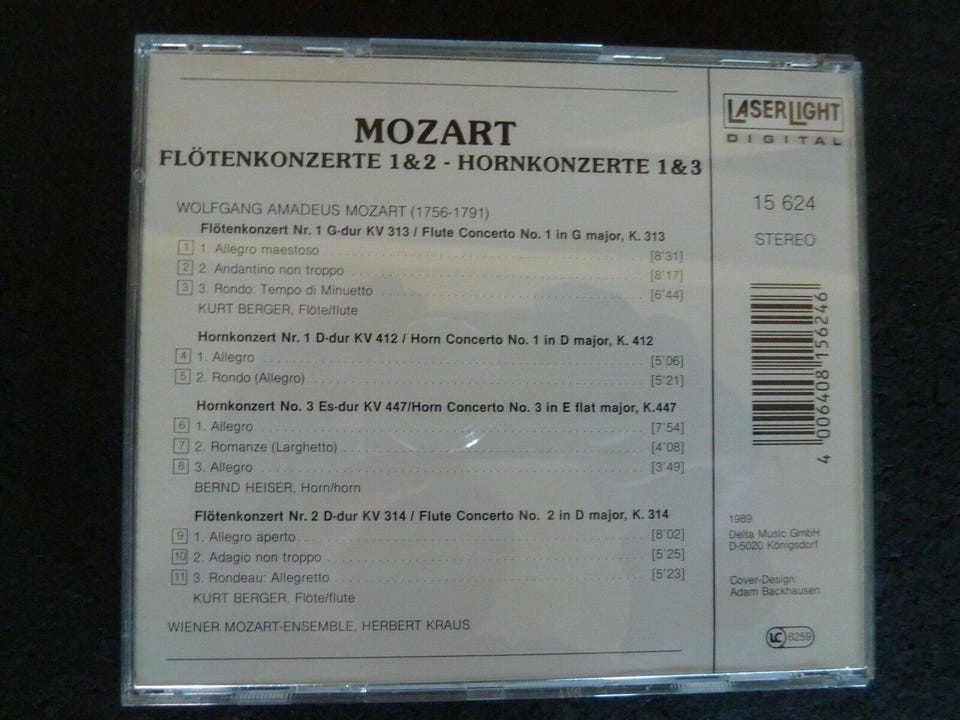 MOZART
FLÖTENKONZERTE 1&2 - HORNKONZERTE 1&3
WOLFGANG AMADEUS MOZART (1756-1791)
Flötenkonzert Nr. 1 G-dur KV 313 / Flute Concerto No. 1 in G major, K. 313
1 1. Allegro maestoso [8'31]
2 2. Andantino non troppo [8'17]
3 3. Rondo: Tempo di Minuetto [6'44]
KURT BERGER, Flöte/flute
Hornkonzert Nr. 1 D-dur KV 412 / Horn Concerto No. 1 in D major, K. 412
4 1. Allegro [5'06]
5 2. Rondo (Allegro) [5'21]
Hornkonzert No. 3 Es-dur KV 447/Horn Concerto No. 3 in E flat major, K.447
6 1. Allegro [7'54]
7 2. Romanze (Larghetto) [4'08]
8 3. Allegro [3'49]
BERND HEISER, Horn/horn
Flötenkonzert Nr. 2 D-dur KV 314 / Flute Concerto No. 2 in D major, K. 314
9 1. Allegro aperto [8'02]
10 2. Adagio non troppo [5'25]
11 3. Rondeau: Allegretto [5'23]
KURT BERGER, Flöte/flute
WIENER MOZART-ENSEMBLE, HERBERT KRAUS
LASERLIGHT
DIGITAL
15 624
STEREO
4 006408 156246
1989
Delta Music GmbH
D-5020 Königsdorf
Cover-Design:
Adam Backhausen
LC 8259